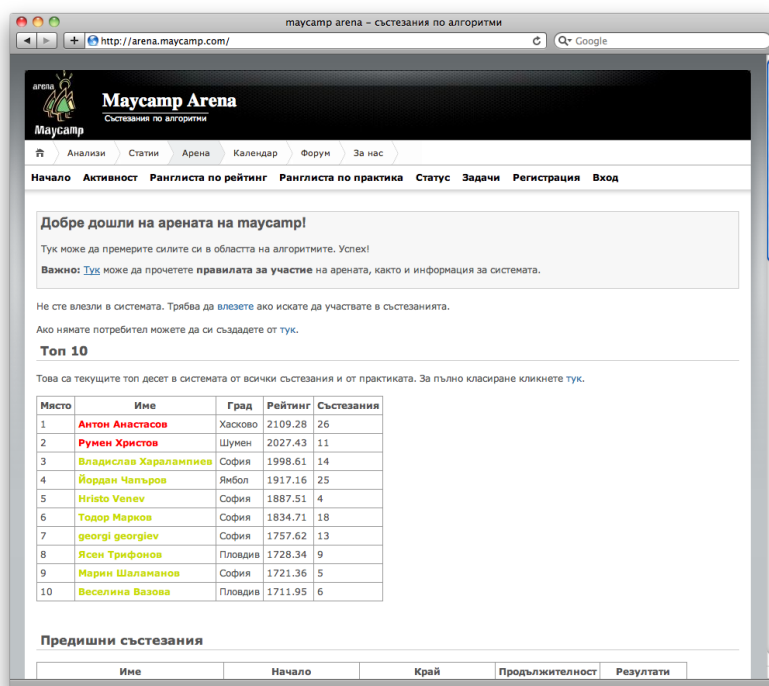 maycamp arena – състезания по алгоритми
http://arena.maycamp.com/
Google
arena
Maycamp
Maycamp Arena
Състезания по алгоритми
Анализи Статии Арена Календар Форум За нас
Начало Активност Ранглиста по рейтинг Ранглиста по практика Статус Задачи Регистрация Вход
Добре дошли на арената на maycamp!
Тук може да премерите силите си в областта на алгоритмите. Успех!
Важно: Тук може да прочетете правилата за участие на арената, както и информация за системата.
Не сте влезли в системата. Трябва да влезете ако искате да участвате в състезанията.
Ако нямате потребител можете да си създадете от тук.
Топ 10
Това са текущите топ десет в системата от всички състезания и от практиката. За пълно класиране кликнете тук.
Място Име Град Рейтинг Състезания
1 Антон Анастасов Хасково 2109.28 26
2 Румен Христов Шумен 2027.43 11
3 Владислав Харалампиев София 1998.61 14
4 Йордан Чапъров Ямбол 1917.16 25
5 Hristo Venev София 1887.51 4
6 Тодор Марков София 1834.71 18
7 georgi georgiev София 1757.62 13
8 Ясен Трифонов Пловдив 1728.34 9
9 Марин Шаламанов София 1721.36 5
10 Веселина Вазова Пловдив 1711.95 6
Предишни състезания
Име Начало Край Продължителност Резултати